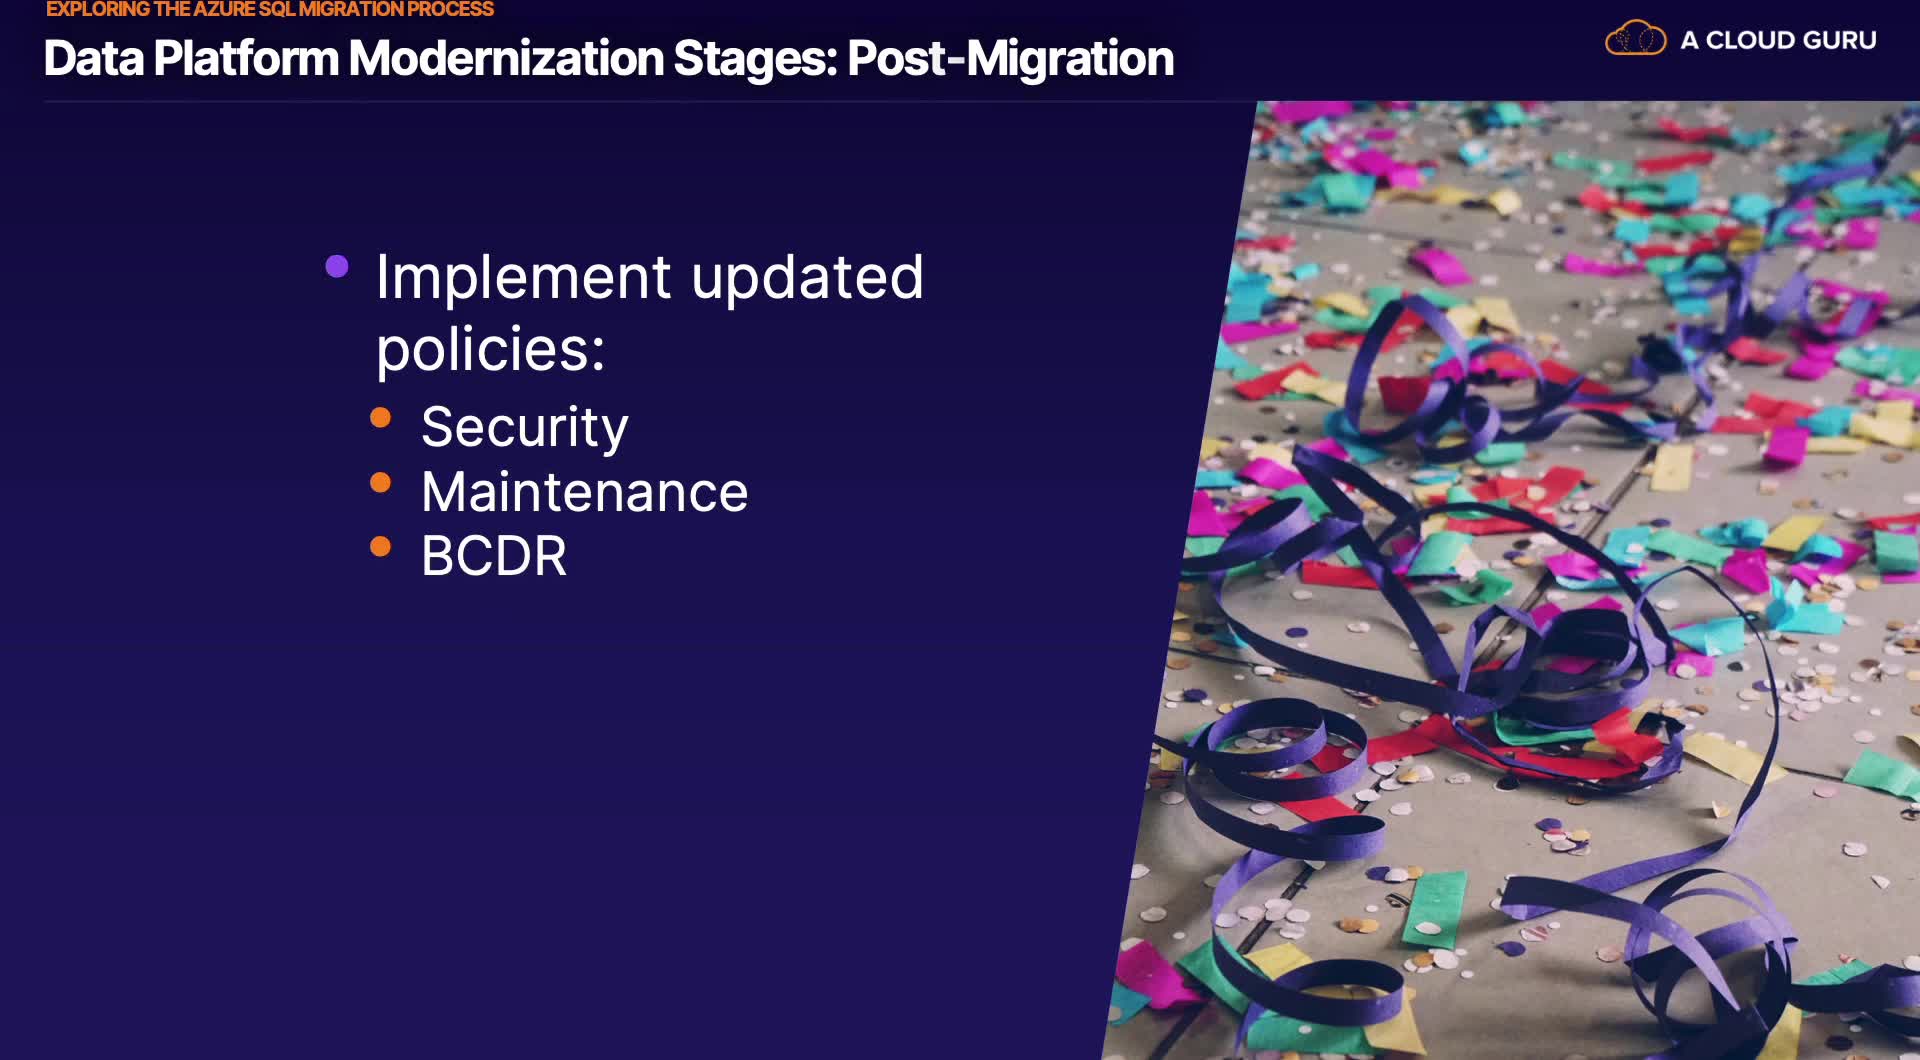 EXPLORING THE AZURE SQL MIGRATION PROCESS
Data Platform Modernization Stages: Post-Migration
A CLOUD GURU
Implement updated
policies:
Security
Maintenance
BCDR